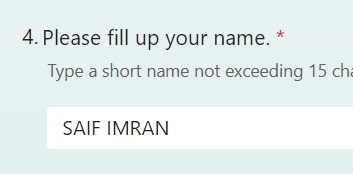 4. Please fill up your name. *
Type a short name not exceeding 15
SAIF IMRAN